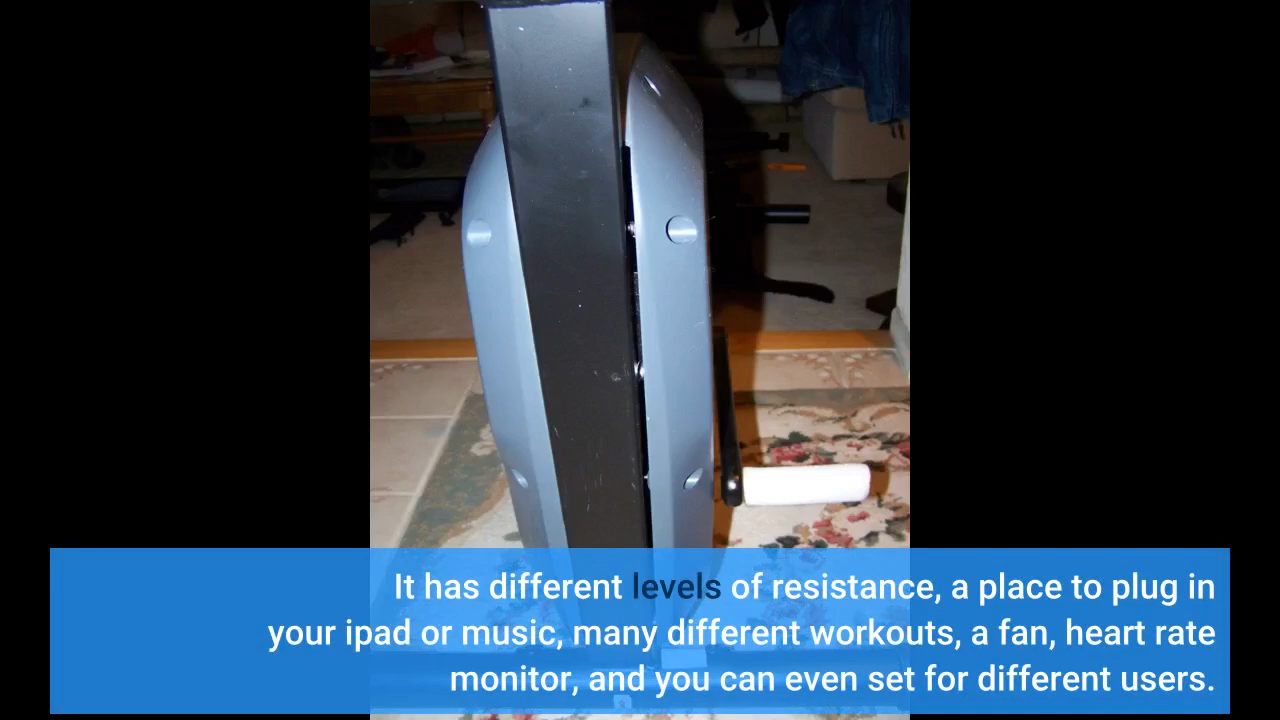 It has different levels of resistance, a place to plug in
your ipad or music, many different workouts, a fan, heart rate
monitor, and you can even set for different users.